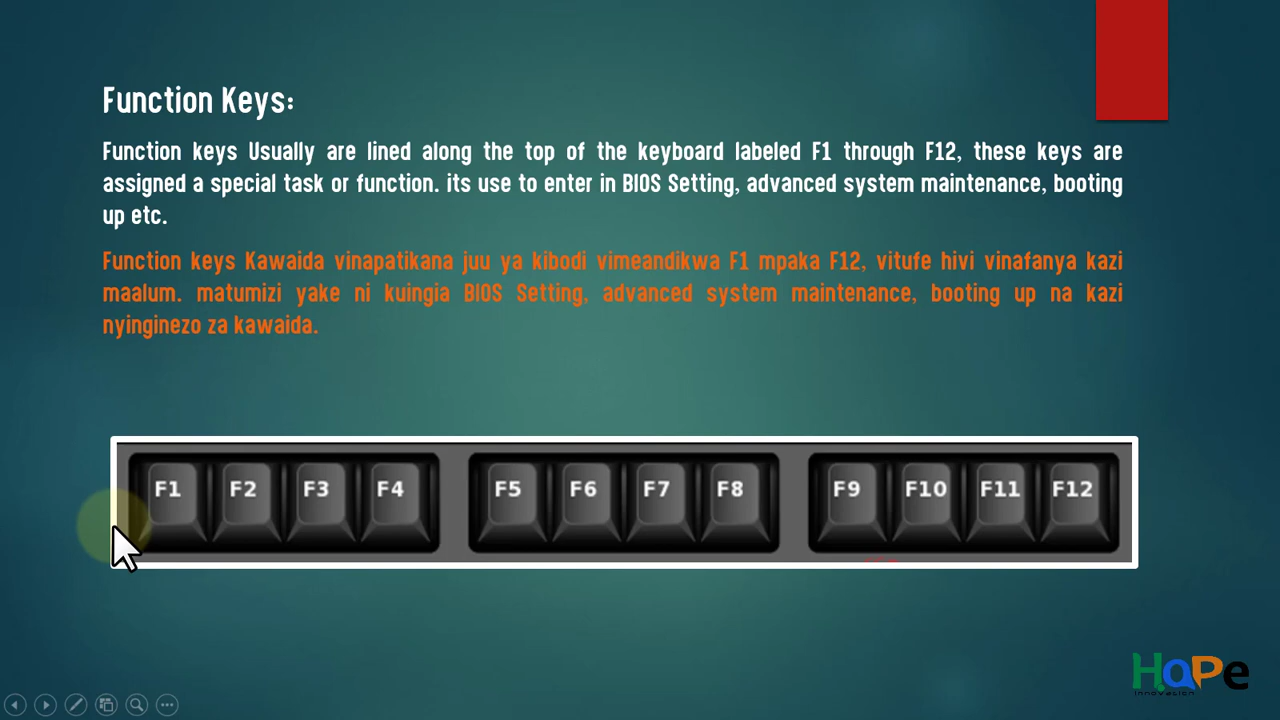 Function Keys:
Function keys Usually are lined along the top of the keyboard labeled F1 through F12, these keys are
assigned a special task or function. its use to enter in BIOS Setting, advanced system maintenance, booting
up etc.
Function keys Kawaida vinapatikana juu ya kibodi vimeandikwa F1 mpaka F12, vitufe hivi vinafanya kazi
maalum. matumizi yake ni kuingia BIOS Setting, advanced system maintenance, booting up na kazi
nyinginezo za kawaida.
F1 F2 F3 F4 F5 F6 F7 F8 F9 F10 F11 F12
HaPe
Innovation